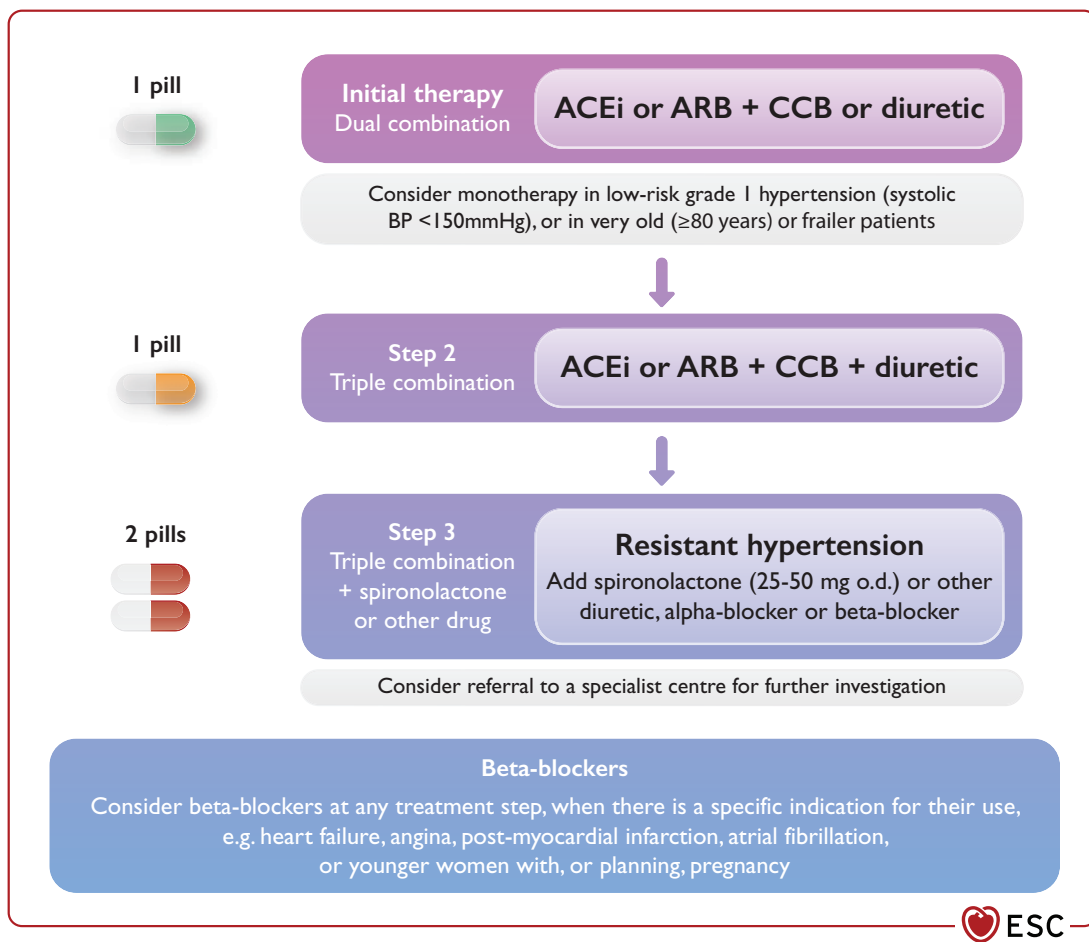 1 pill
Initial therapy
Dual combination
ACEi or ARB + CCB or diuretic
Consider monotherapy in low-risk grade 1 hypertension (systolic
BP <150mmHg), or in very old (≥80 years) or frailer patients
1 pill
Step 2
Triple combination
ACEi or ARB + CCB + diuretic
2 pills
Step 3
Triple combination
+ spironolactone
or other drug
Resistant hypertension
Add spironolactone (25-50 mg o.d.) or other
diuretic, alpha-blocker or beta-blocker
Consider referral to a specialist centre for further investigation
Beta-blockers
Consider beta-blockers at any treatment step, when there is a specific indication for their use,
e.g. heart failure, angina, post-myocardial infarction, atrial fibrillation,
or younger women with, or planning, pregnancy
ESC